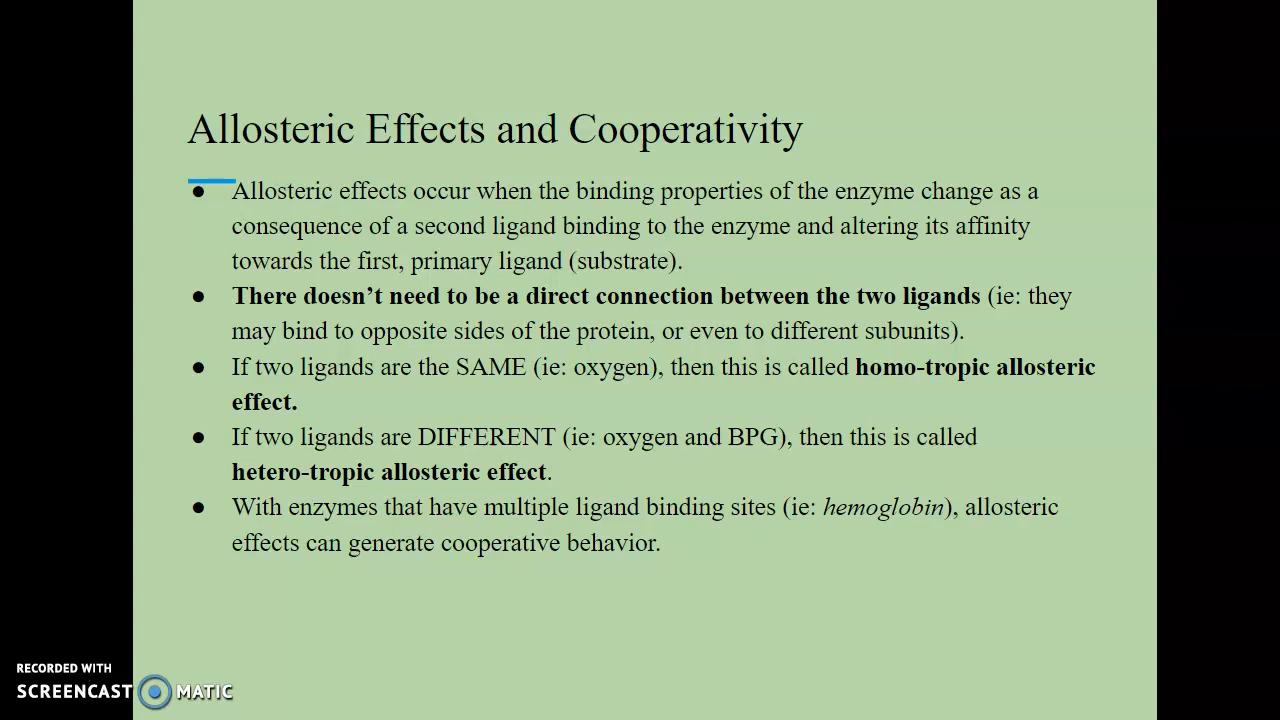 Allosteric Effects and Cooperativity
● Allosteric effects occur when the binding properties of the enzyme change as a
consequence of a second ligand binding to the enzyme and altering its affinity
towards the first, primary ligand (substrate).
● There doesn’t need to be a direct connection between the two ligands (ie: they
may bind to opposite sides of the protein, or even to different subunits).
● If two ligands are the SAME (ie: oxygen), then this is called homo-tropic allosteric
effect.
● If two ligands are DIFFERENT (ie: oxygen and BPG), then this is called
hetero-tropic allosteric effect.
● With enzymes that have multiple ligand binding sites (ie: hemoglobin), allosteric
effects can generate cooperative behavior.
RECORDED WITH
SCREENCAST MATIC